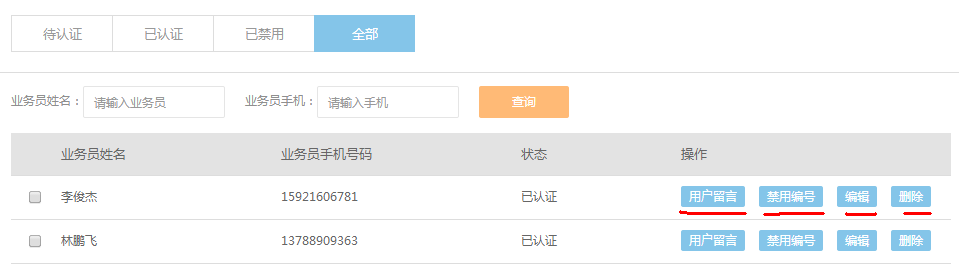 待认证 已认证 已禁用 全部
业务员姓名： 请输入业务员 业务员手机： 请输入手机 查询
业务员姓名 业务员手机号码 状态 操作
李俊杰 15921606781 已认证 用户留言 禁用编号 编辑 删除
林鹏飞 13788909363 已认证 用户留言 禁用编号 编辑 删除